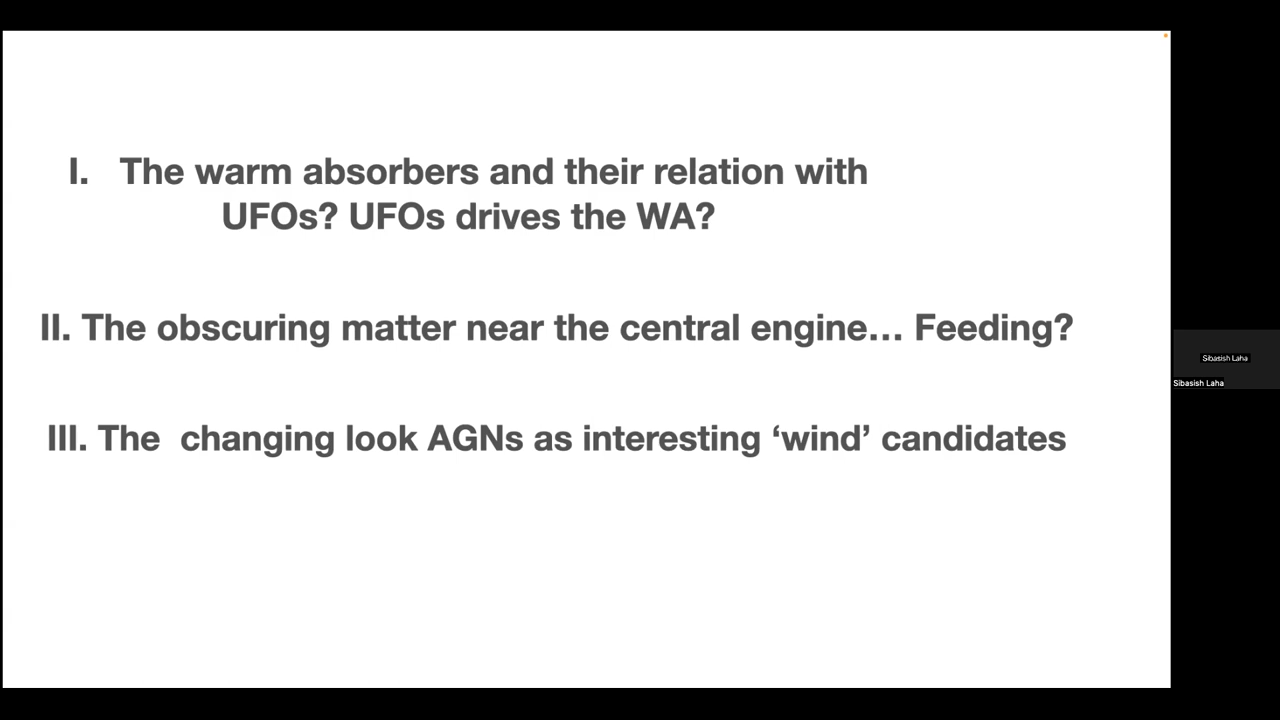 I. The warm absorbers and their relation with
UFOs? UFOs drives the WA?
II. The obscuring matter near the central engine... Feeding?
III. The changing look AGNs as interesting ‘wind’ candidates
Sibasish Laha
Sibasish Laha